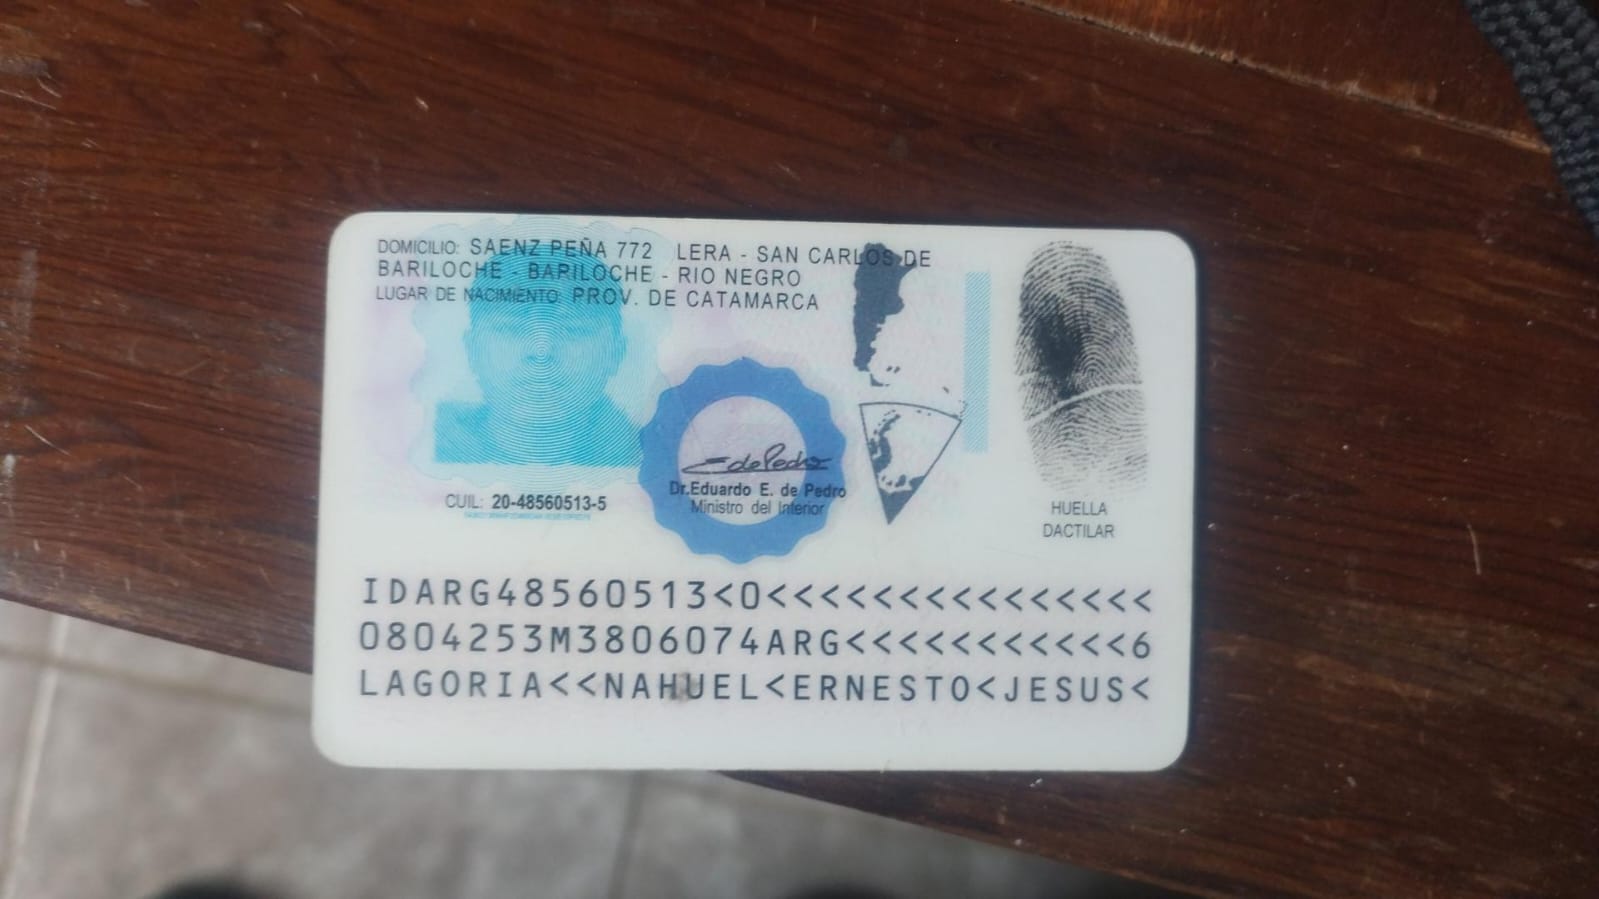 DOMICILIO: SAENZ PEÑA 772 LERA - SAN CARLOS DE
BARILOCHE - BARILOCHE - RIO NEGRO
LUGAR DE NACIMIENTO: PROV. DE CATAMARCA
CUIL: 20-48560513-5
EdePedro
Dr.Eduardo E. de Pedro
Ministro del Interior
HUELLA
DACTILAR
IDARG48560513<0<<<<<<<<<<<<<<<
0804253M3806074ARG<<<<<<<<<<<6
LAGORIA<<NAHUEL<ERNESTO<JESUS<